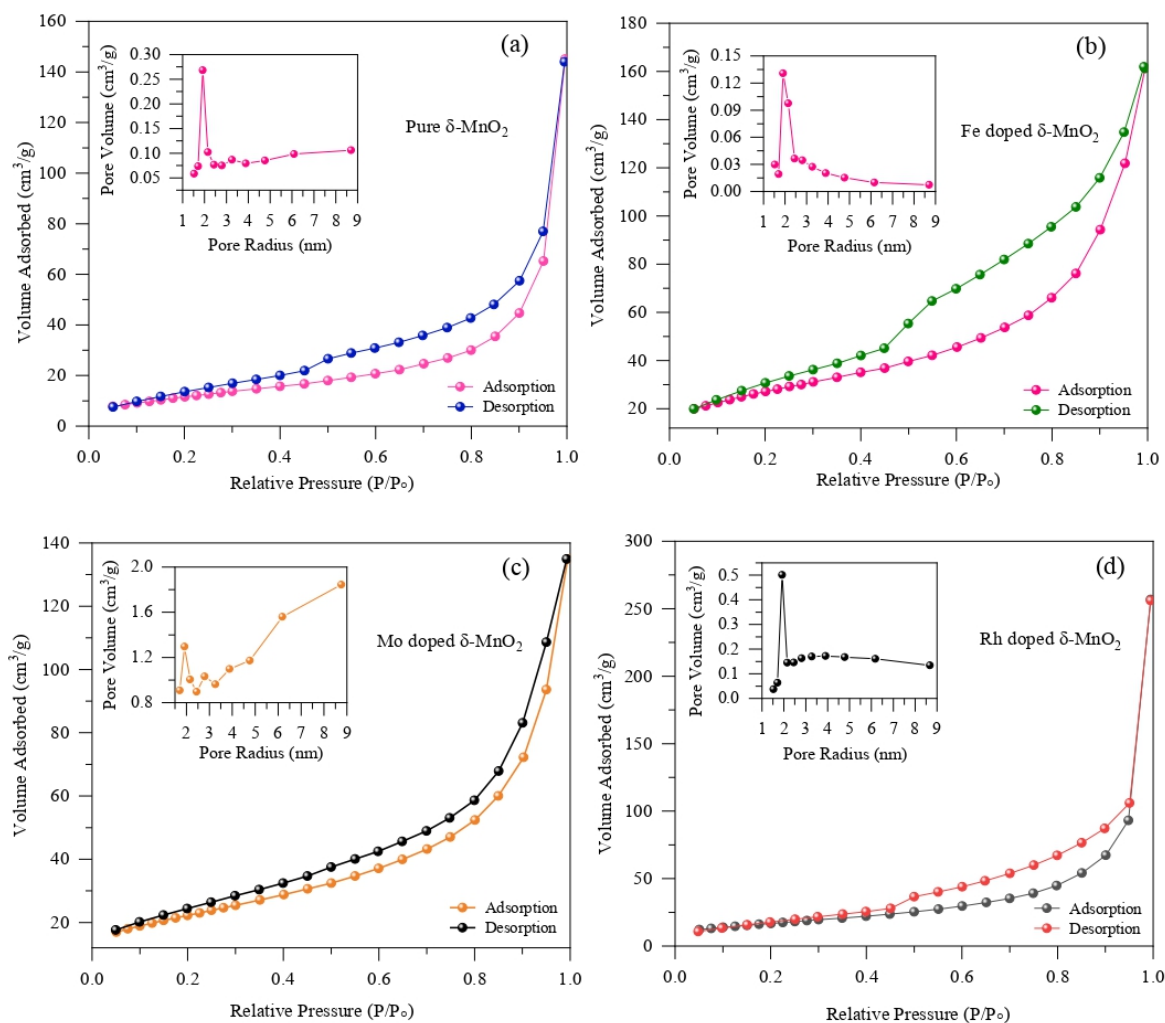 (a)
Pure δ-MnO₂
Volume Adsorbed (cm³/g)
160
140
120
100
80
60
40
20
0
0.0 0.2 0.4 0.6 0.8 1.0
Relative Pressure (P/P₀)
Adsorption
Desorption
Pore Volume (cm³/g)
0.30
0.25
0.20
0.15
0.10
0.05
1 2 3 4 5 6 7 8 9
Pore Radius (nm)
(b)
Fe doped δ-MnO₂
Volume Adsorbed (cm³/g)
180
160
140
120
100
80
60
40
20
0.0 0.2 0.4 0.6 0.8 1.0
Relative Pressure (P/P₀)
Adsorption
Desorption
Pore Volume (cm³/g)
0.15
0.12
0.09
0.06
0.03
0.00
1 2 3 4 5 6 7 8 9
Pore Radius (nm)
(c)
Mo doped δ-MnO₂
Volume Adsorbed (cm³/g)
140
120
100
80
60
40
20
0.0 0.2 0.4 0.6 0.8 1.0
Relative Pressure (P/P₀)
Adsorption
Desorption
Pore Volume (cm³/g)
2.0
1.6
1.2
0.8
2 3 4 5 6 7 8 9
Pore Radius (nm)
(d)
Rh doped δ-MnO₂
Volume Adsorbed (cm³/g)
300
250
200
150
100
50
0
0.0 0.2 0.4 0.6 0.8 1.0
Relative Pressure (P/P₀)
Adsorption
Desorption
Pore Volume (cm³/g)
0.5
0.4
0.3
0.2
0.1
0.0
1 2 3 4 5 6 7 8 9
Pore Radius (nm)